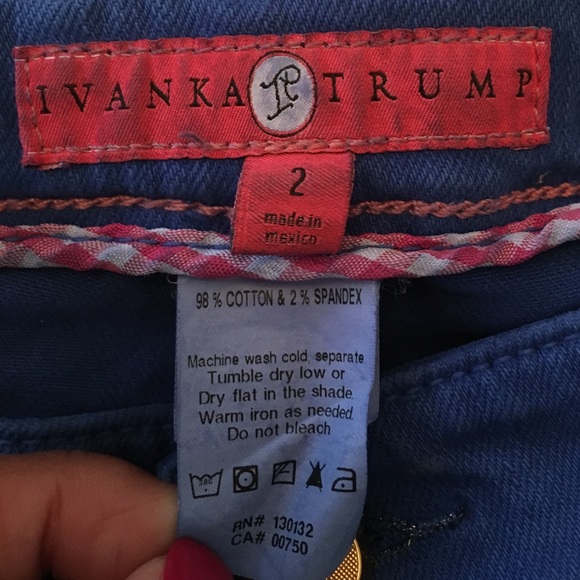 IVANKA TRUMP
2
made in
mexico
98 % COTTON & 2 % SPANDEX
Machine wash cold, separate
Tumble dry low or
Dry flat in the shade.
Warm iron as needed.
Do not bleach
RN# 130132
CA# 00750